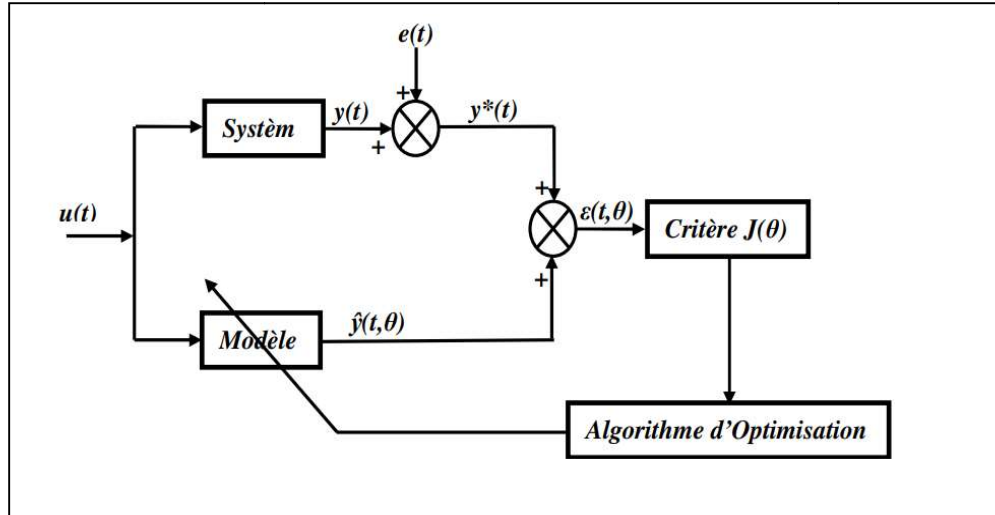 e(t)
+
y(t)
y*(t)
Systèm
+
+
u(t)
ε(t,θ)
Critère J(θ)
+
ŷ(t,θ)
Modèle
Algorithme d'Optimisation